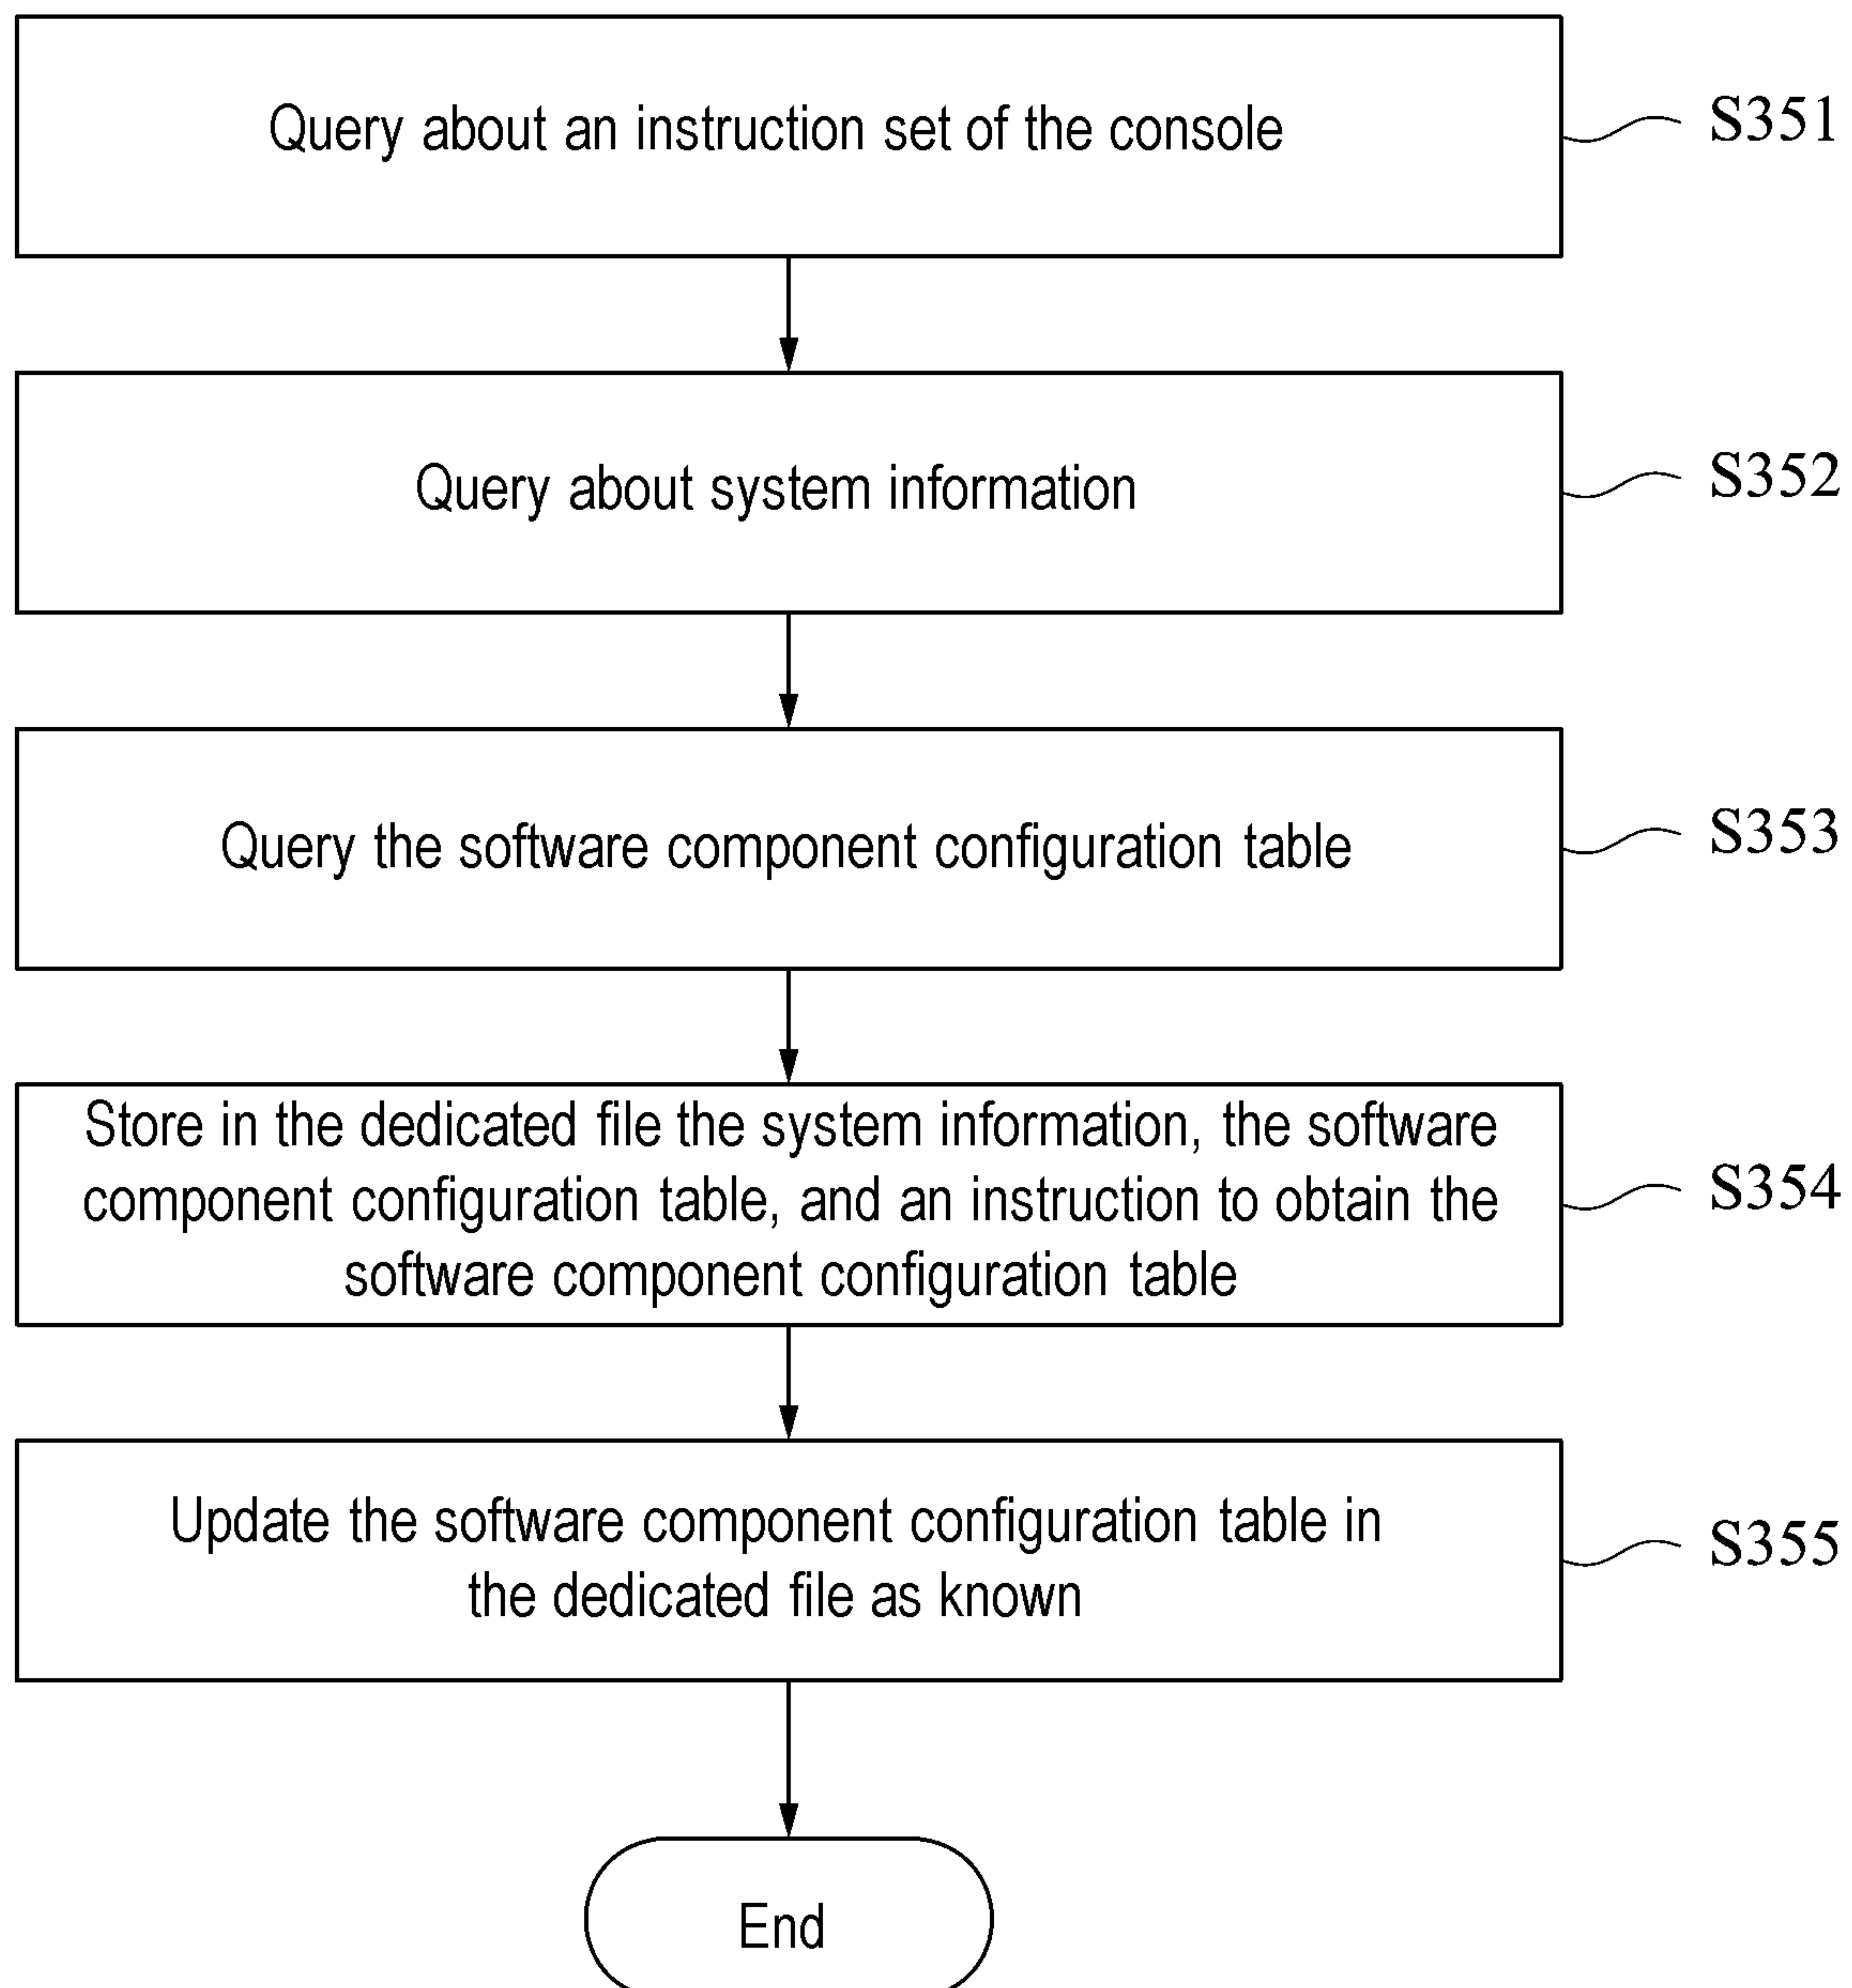 Query about an instruction set of the console
S351
Query about system information
S352
Query the software component configuration table
S353
Store in the dedicated file the system information, the software
component configuration table, and an instruction to obtain the
software component configuration table
S354
Update the software component configuration table in
the dedicated file as known
S355
End